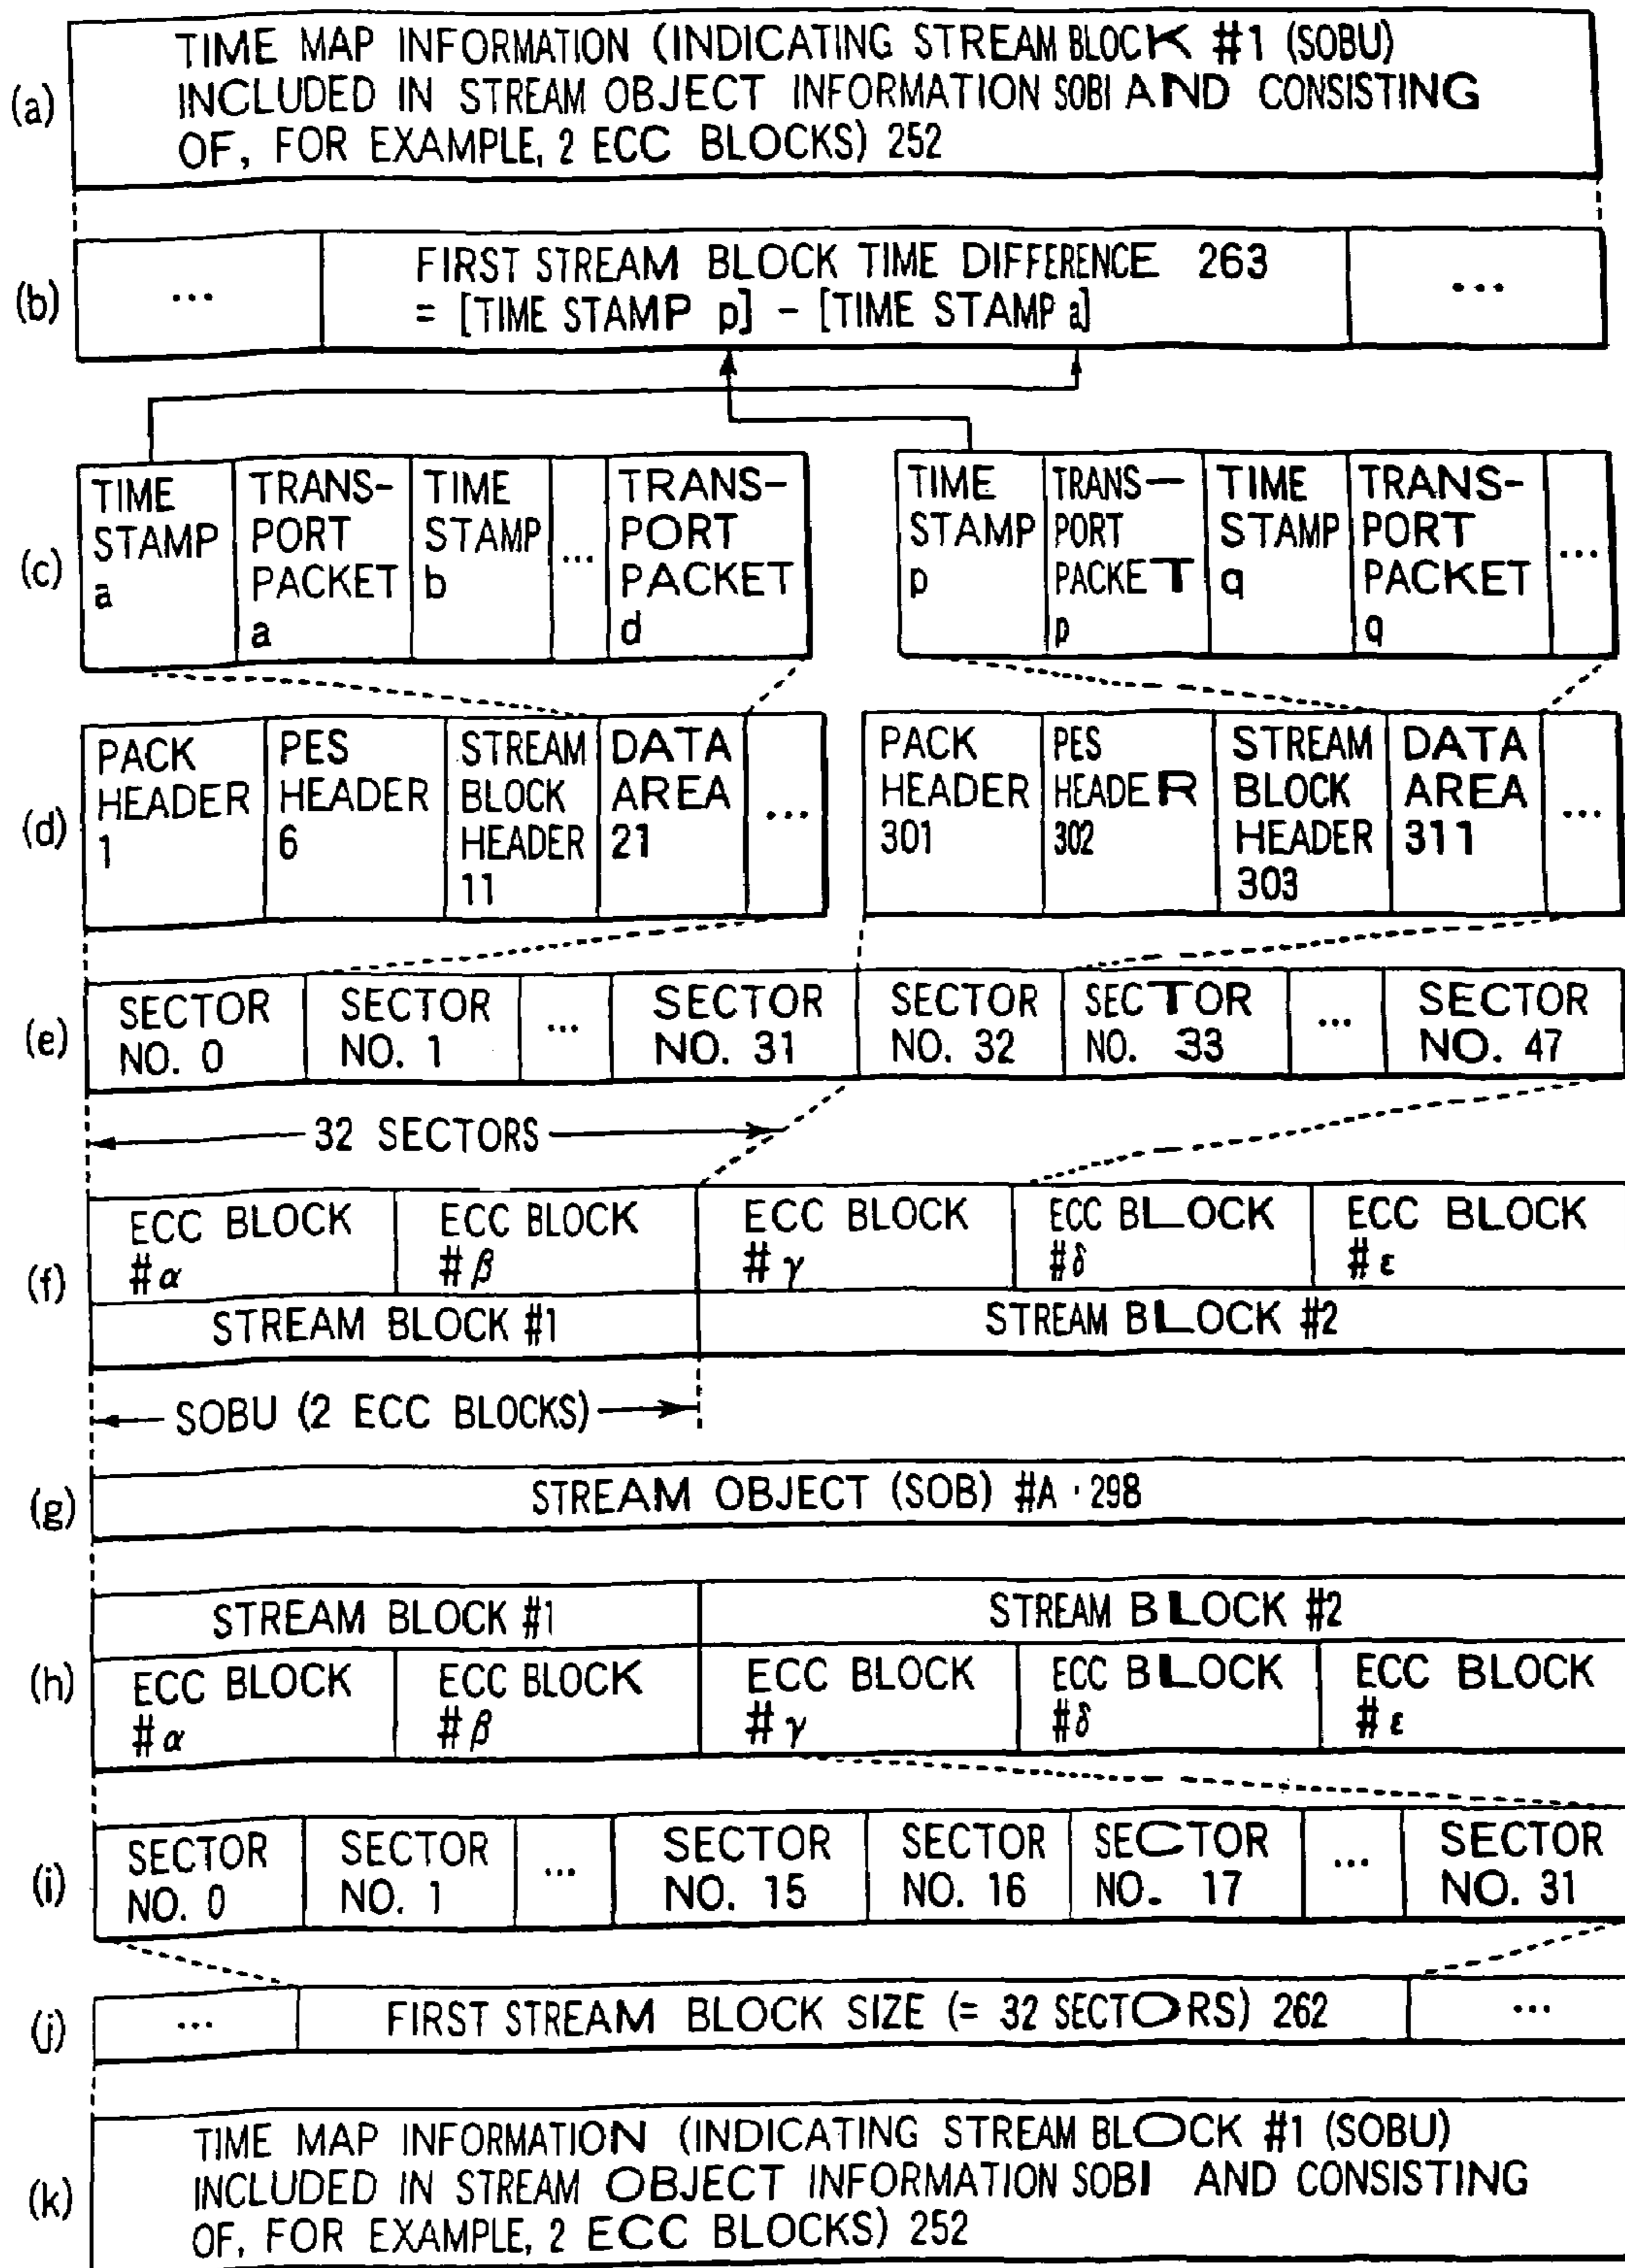 (a)
TIME MAP INFORMATION (INDICATING STREAM BLOCK #1 (SOBU)
INCLUDED IN STREAM OBJECT INFORMATION SOBI AND CONSISTING
OF, FOR EXAMPLE, 2 ECC BLOCKS) 252
(b)
...
FIRST STREAM BLOCK TIME DIFFERENCE 263
= [TIME STAMP p] - [TIME STAMP a]
...
(c)
TIME
STAMP
a
TRANS-
PORT
PACKET
a
TIME
STAMP
b
...
TRANS-
PORT
PACKET
d
TIME
STAMP
p
TRANS-
PORT
PACKET
p
TIME
STAMP
q
TRANS-
PORT
PACKET
q
...
(d)
PACK
HEADER
1
PES
HEADER
6
STREAM
BLOCK
HEADER
11
DATA
AREA
21
...
PACK
HEADER
301
PES
HEADER
302
STREAM
BLOCK
HEADER
303
DATA
AREA
311
...
(e)
SECTOR
NO. 0
SECTOR
NO. 1
...
SECTOR
NO. 31
SECTOR
NO. 32
SECTOR
NO. 33
...
SECTOR
NO. 47
32 SECTORS
(f)
ECC BLOCK
#α
ECC BLOCK
#β
ECC BLOCK
#γ
ECC BLOCK
#δ
ECC BLOCK
#ε
STREAM BLOCK #1
STREAM BLOCK #2
SOBU (2 ECC BLOCKS)
(g)
STREAM OBJECT (SOB) #A · 298
(h)
STREAM BLOCK #1
STREAM BLOCK #2
ECC BLOCK
#α
ECC BLOCK
#β
ECC BLOCK
#γ
ECC BLOCK
#δ
ECC BLOCK
#ε
(i)
SECTOR
NO. 0
SECTOR
NO. 1
...
SECTOR
NO. 15
SECTOR
NO. 16
SECTOR
NO. 17
...
SECTOR
NO. 31
(j)
...
FIRST STREAM BLOCK SIZE (= 32 SECTORS) 262
...
(k)
TIME MAP INFORMATION (INDICATING STREAM BLOCK #1 (SOBU)
INCLUDED IN STREAM OBJECT INFORMATION SOBI AND CONSISTING
OF, FOR EXAMPLE, 2 ECC BLOCKS) 252